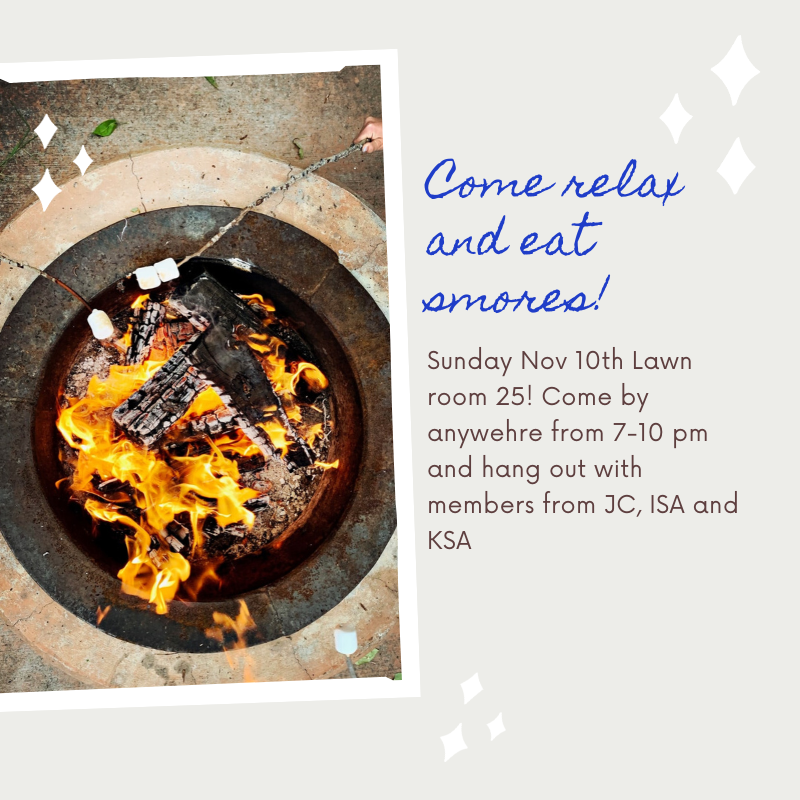 Come relax
and eat
smores!
Sunday Nov 10th Lawn
room 25! Come by
anywehre from 7-10 pm
and hang out with
members from JC, ISA and
KSA